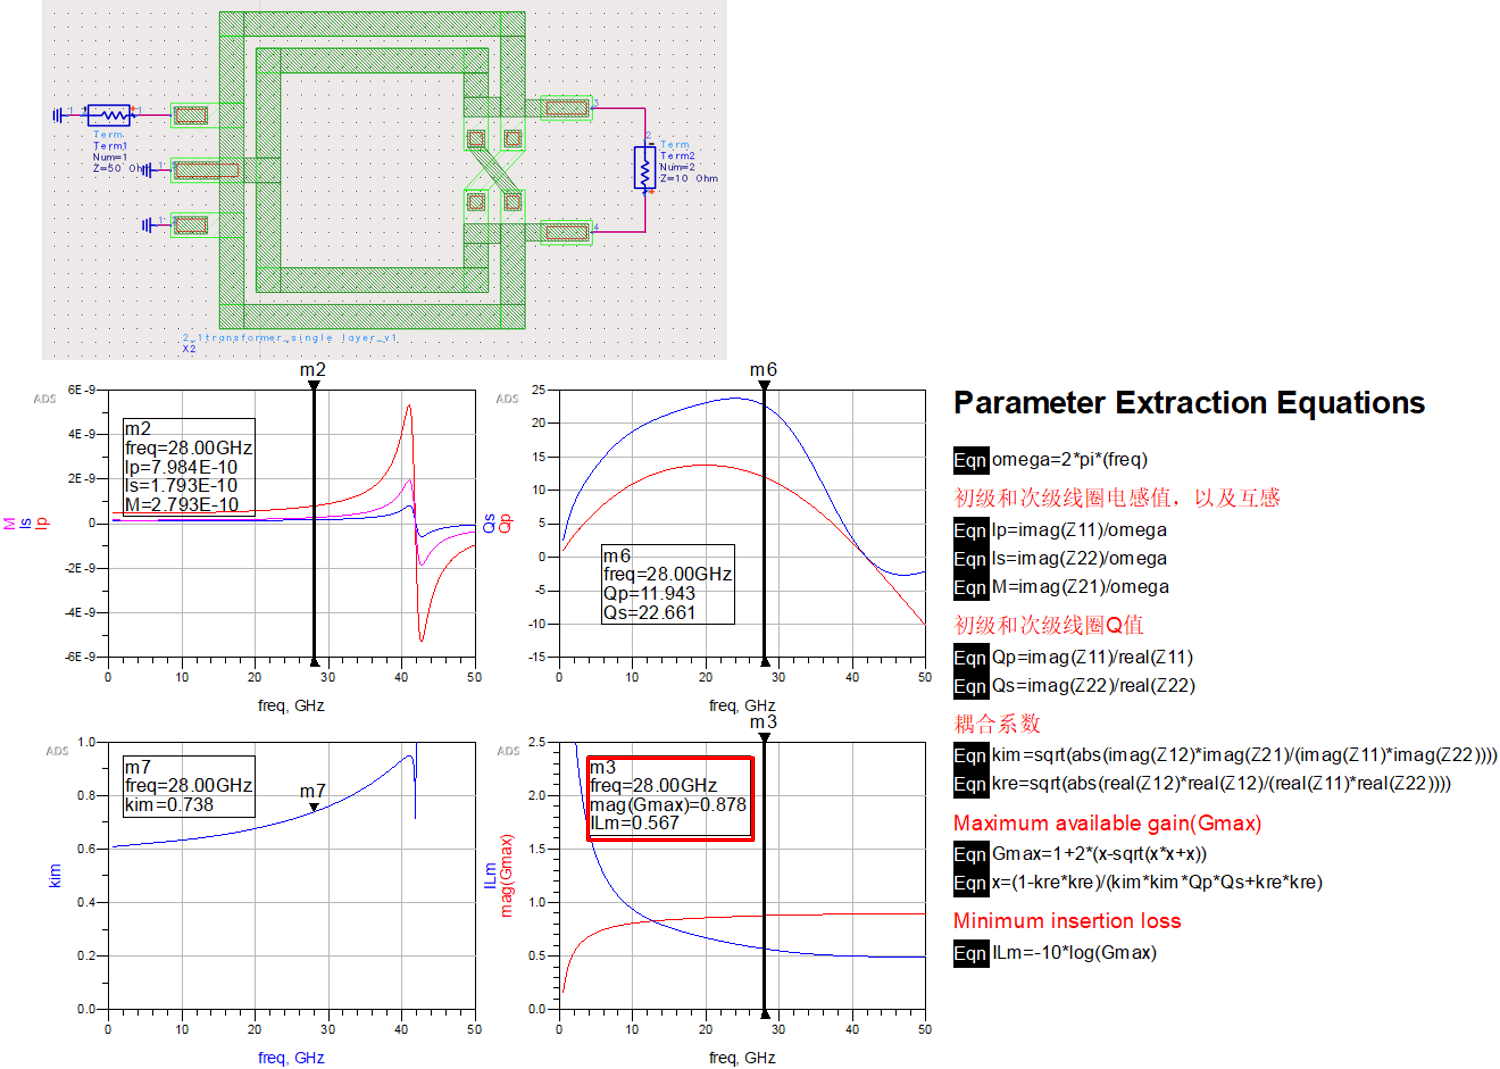 1
2
1
Term
Term1
Num=1
Z=50 Oh
1
1
3
2
Term
Term2
Num=2
Z=10 Ohm
1
4
2_1transformer_single layer_v1
X2
m2
ADS
6E-9
4E-9
2E-9
0
-2E-9
-4E-9
-6E-9
m2
freq=28.00GHz
lp=7.984E-10
ls=1.793E-10
M=2.793E-10
M
ls
lp
0 10 20 30 40 50
freq, GHz
m6
ADS
25
20
15
10
5
0
-5
-10
-15
m6
freq=28.00GHz
Qp=11.943
Qs=22.661
Qs
Qp
0 10 20 30 40 50
freq, GHz
ADS
1.0
0.8
0.6
0.4
0.2
0.0
m7
freq=28.00GHz
kim=0.738
m7
kim
0 10 20 30 40 50
freq, GHz
m3
ADS
2.5
2.0
1.5
1.0
0.5
0.0
m3
freq=28.00GHz
mag(Gmax)=0.878
ILm=0.567
ILm
mag(Gmax)
0 10 20 30 40 50
freq, GHz
Parameter Extraction Equations
Eqn omega=2*pi*(freq)
初级和次级线圈电感值，以及互感
Eqn lp=imag(Z11)/omega
Eqn ls=imag(Z22)/omega
Eqn M=imag(Z21)/omega
初级和次级线圈Q值
Eqn Qp=imag(Z11)/real(Z11)
Eqn Qs=imag(Z22)/real(Z22)
耦合系数
Eqn kim=sqrt(abs(imag(Z12)*imag(Z21)/(imag(Z11)*imag(Z22))))
Eqn kre=sqrt(abs(real(Z12)*real(Z12)/(real(Z11)*real(Z22))))
Maximum available gain(Gmax)
Eqn Gmax=1+2*(x-sqrt(x*x+x))
Eqn x=(1-kre*kre)/(kim*kim*Qp*Qs+kre*kre)
Minimum insertion loss
Eqn ILm=-10*log(Gmax)